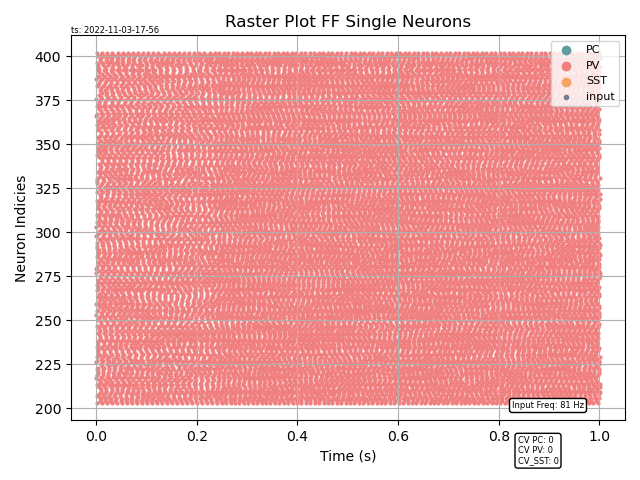 Raster Plot FF Single Neurons
ts: 2022-11-03-17-56
PC
PV
SST
input
400
375
350
325
300
275
250
225
200
Neuron Indicies
Input Freq: 81 Hz
0.0 0.2 0.4 0.6 0.8 1.0
Time (s)
CV PC: 0
CV PV: 0
CV_SST: 0